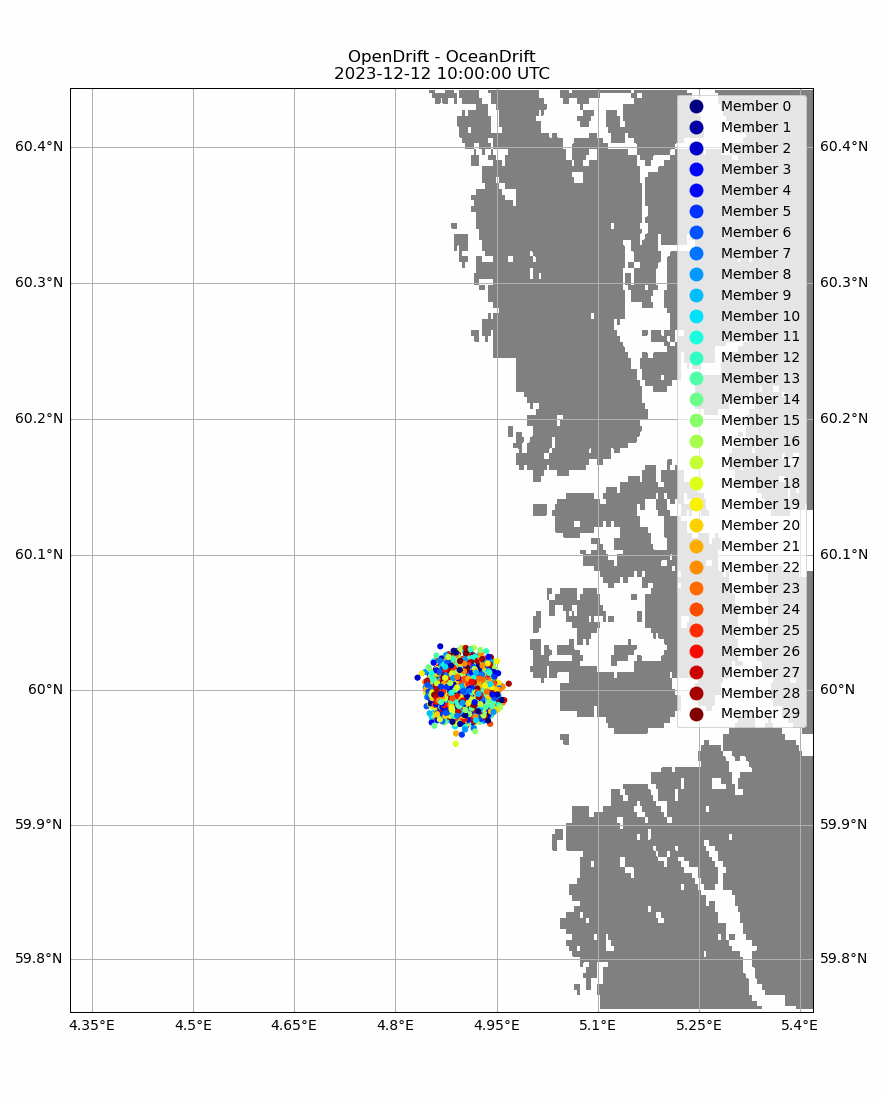 OpenDrift - OceanDrift
2023-12-12 10:00:00 UTC
Member 0
Member 1
60.4°N
60.4°N
Member 2
Member 3
Member 4
Member 5
Member 6
Member 7
Member 8
60.3°N
60.3°N
Member 9
Member 10
Member 11
Member 12
Member 13
Member 14
60.2°N
60.2°N
Member 15
Member 16
Member 17
Member 18
Member 19
Member 20
Member 21
60.1°N
60.1°N
Member 22
Member 23
Member 24
Member 25
Member 26
Member 27
60°N
60°N
Member 28
Member 29
59.9°N
59.9°N
59.8°N
59.8°N
4.35°E
4.5°E
4.65°E
4.8°E
4.95°E
5.1°E
5.25°E
5.4°E